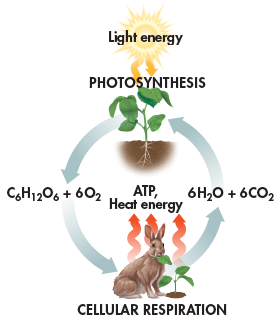 Light energy
PHOTOSYNTHESIS
C₆H₁₂O₆ + 6O₂
ATP,
Heat energy
6H₂O + 6CO₂
CELLULAR RESPIRATION